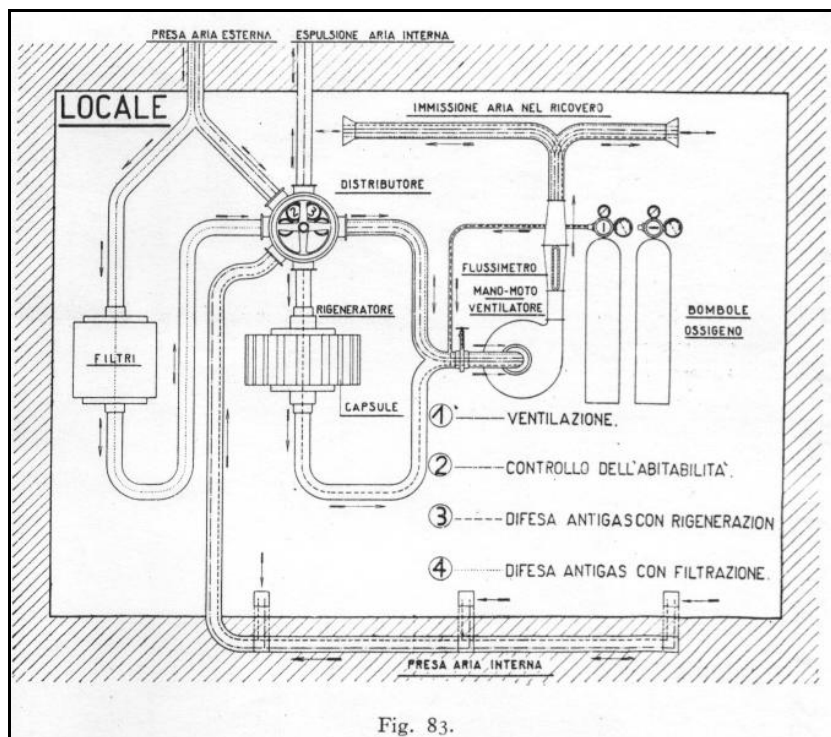 PRESA ARIA ESTERNA
ESPULSIONE ARIA INTERNA
LOCALE
IMMISSIONE ARIA NEL RICOVERO
DISTRIBUTORE
2 3
FLUSSIMETRO
MANO-MOTO
VENTILATORE
RIGENERATORE
BOMBOLE
OSSIGENO
FILTRI
CAPSULE
1 VENTILAZIONE.
2 CONTROLLO DELL'ABITABILITÀ.
3 DIFESA ANTIGAS CON RIGENERAZION
4 DIFESA ANTIGAS CON FILTRAZIONE.
PRESA ARIA INTERNA
Fig. 83.